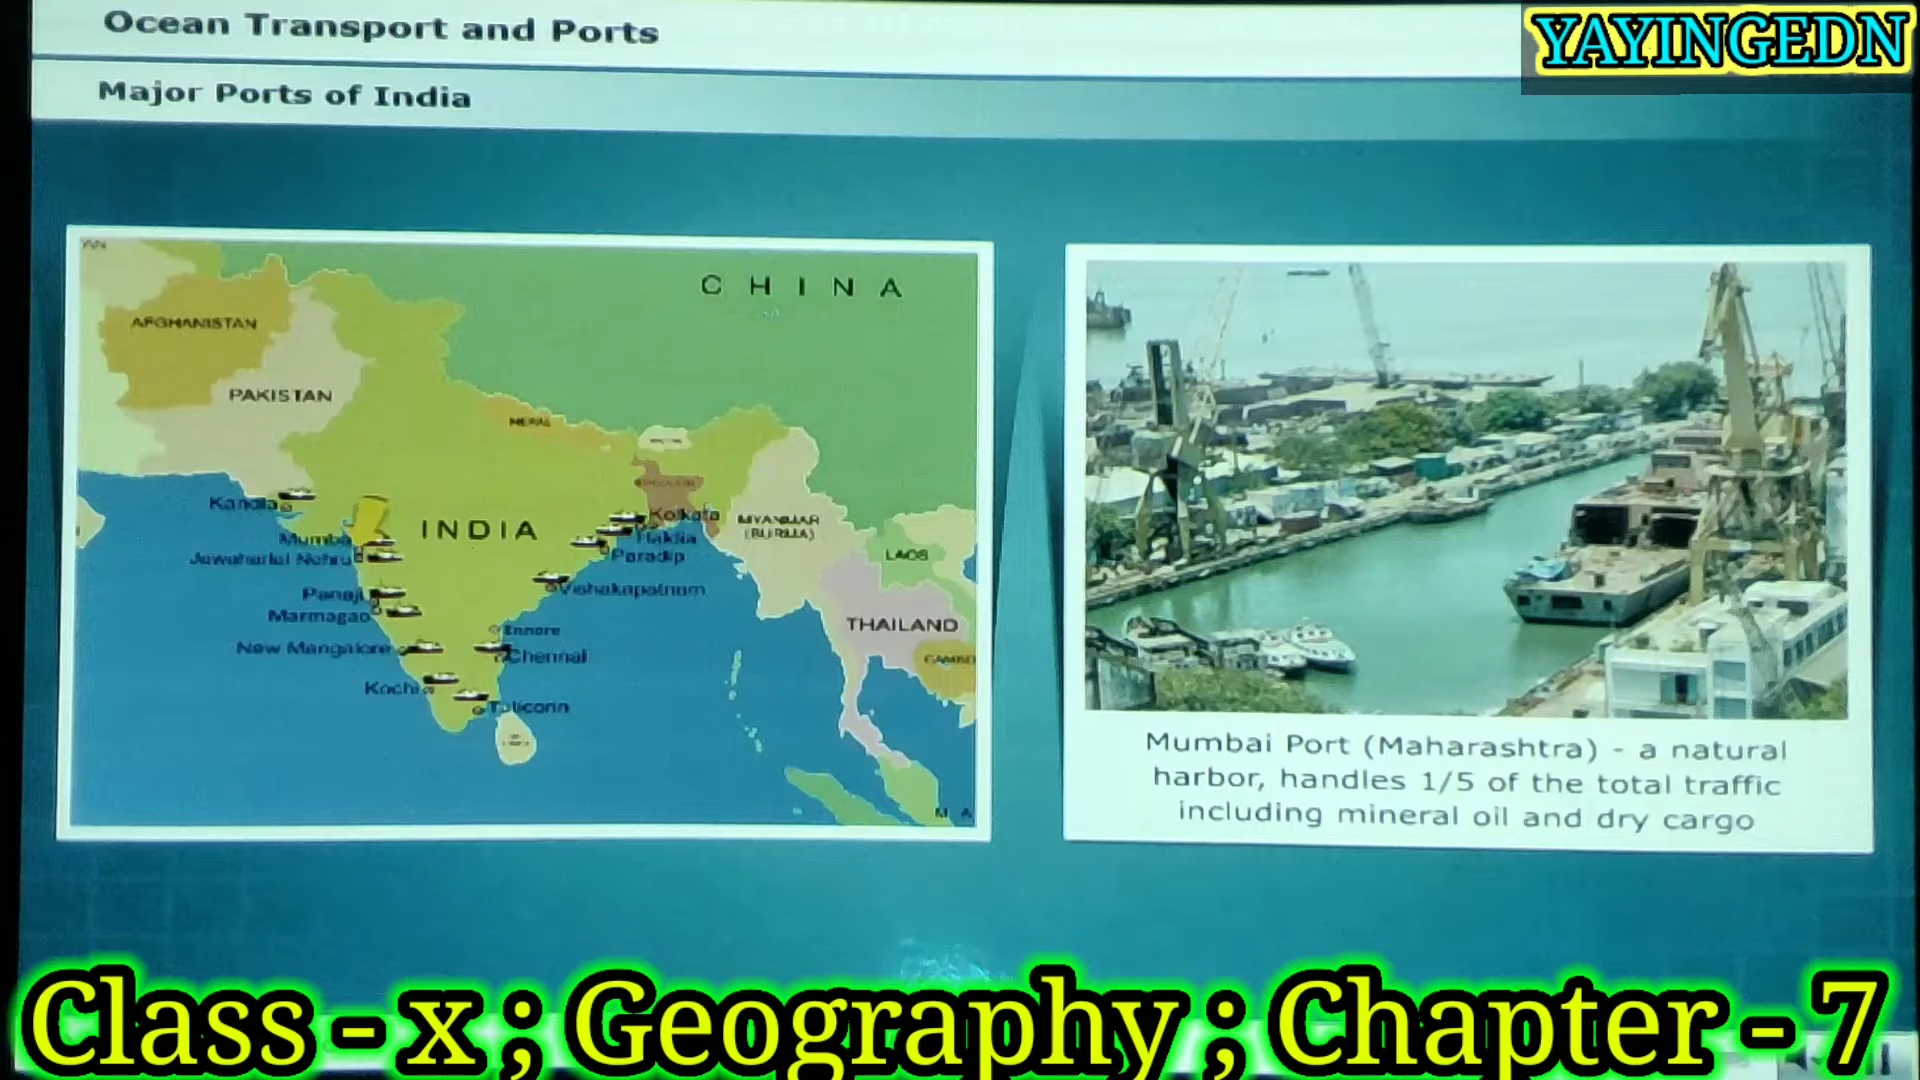 Ocean Transport and Ports
YAYINGEDN
Major Ports of India
CHINA
AFGHANISTAN
PAKISTAN
NEPAL
INDIA
Kandla
Mumbai
Jawaharlal Nehru
Panaji
Marmagao
New Mangalore
Kochi
Kolkata
Haldia
Paradip
Vishakapatnam
Ennore
Chennai
Tuticorin
MYANMAR
(BURMA)
LAOS
THAILAND
Mumbai Port (Maharashtra) - a natural
harbor, handles 1/5 of the total traffic
including mineral oil and dry cargo
Class - x ; Geography ; Chapter - 7